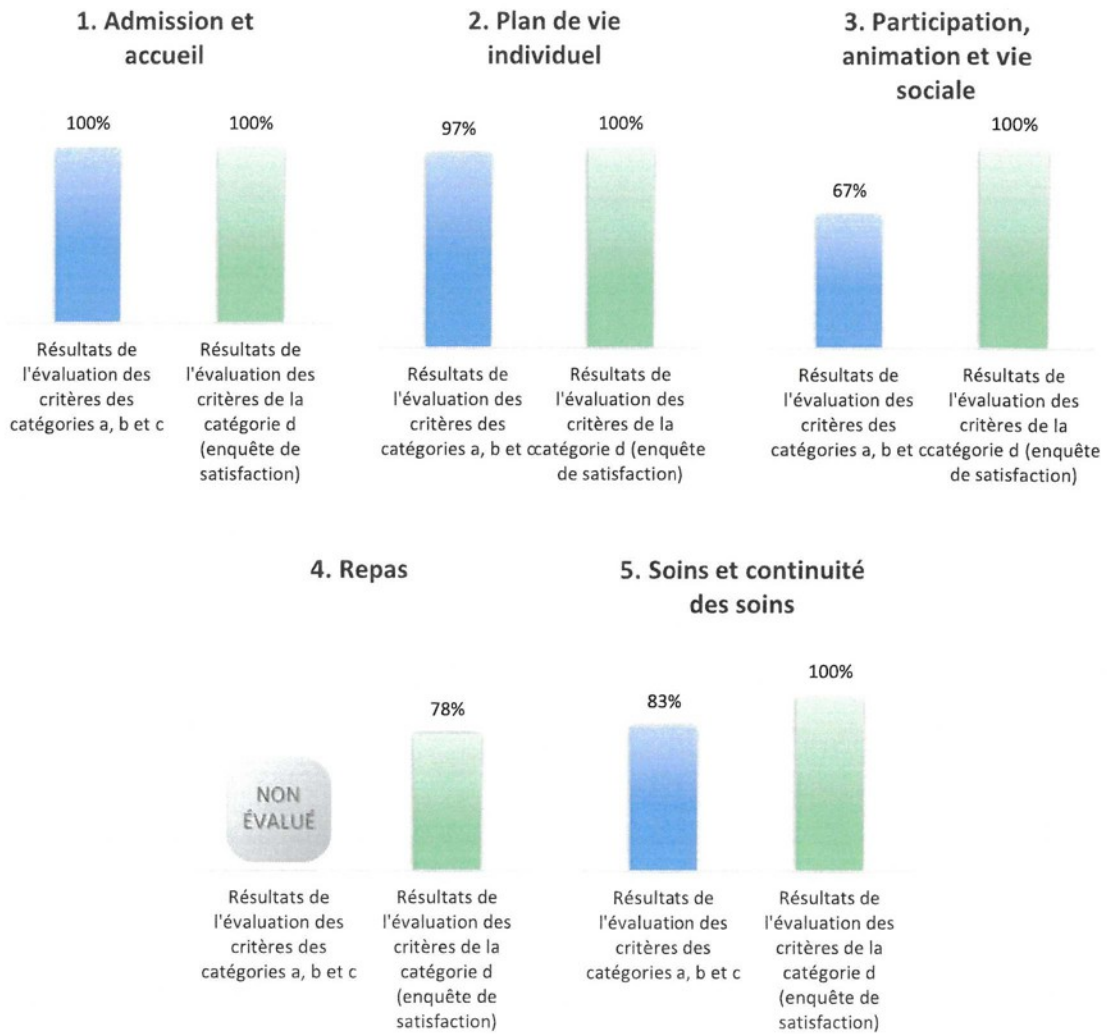 1. Admission et
accueil
100%
100%
Résultats de
l'évaluation des
critères des
catégories a, b et c
Résultats de
l'évaluation des
critères de la
catégorie d
(enquête de
satisfaction)
2. Plan de vie
individuel
97%
100%
Résultats de
l'évaluation des
critères des
catégories a, b et c
Résultats de
l'évaluation des
critères de la
catégorie d (enquête
de satisfaction)
3. Participation,
animation et vie
sociale
67%
100%
Résultats de
l'évaluation des
critères des
catégories a, b et c
Résultats de
l'évaluation des
critères de la
catégorie d (enquête
de satisfaction)
4. Repas
NON
ÉVALUÉ
78%
Résultats de
l'évaluation des
critères des
catégories a, b et c
Résultats de
l'évaluation des
critères de la
catégorie d
(enquête de
satisfaction)
5. Soins et continuité
des soins
83%
100%
Résultats de
l'évaluation des
critères des
catégories a, b et c
Résultats de
l'évaluation des
critères de la
catégorie d
(enquête de
satisfaction)